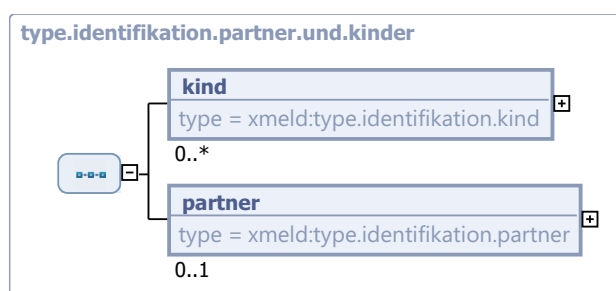 type.identifikation.partner.und.kinder
kind
type = xmeld:type.identifikation.kind
0..*
partner
type = xmeld:type.identifikation.partner
0..1